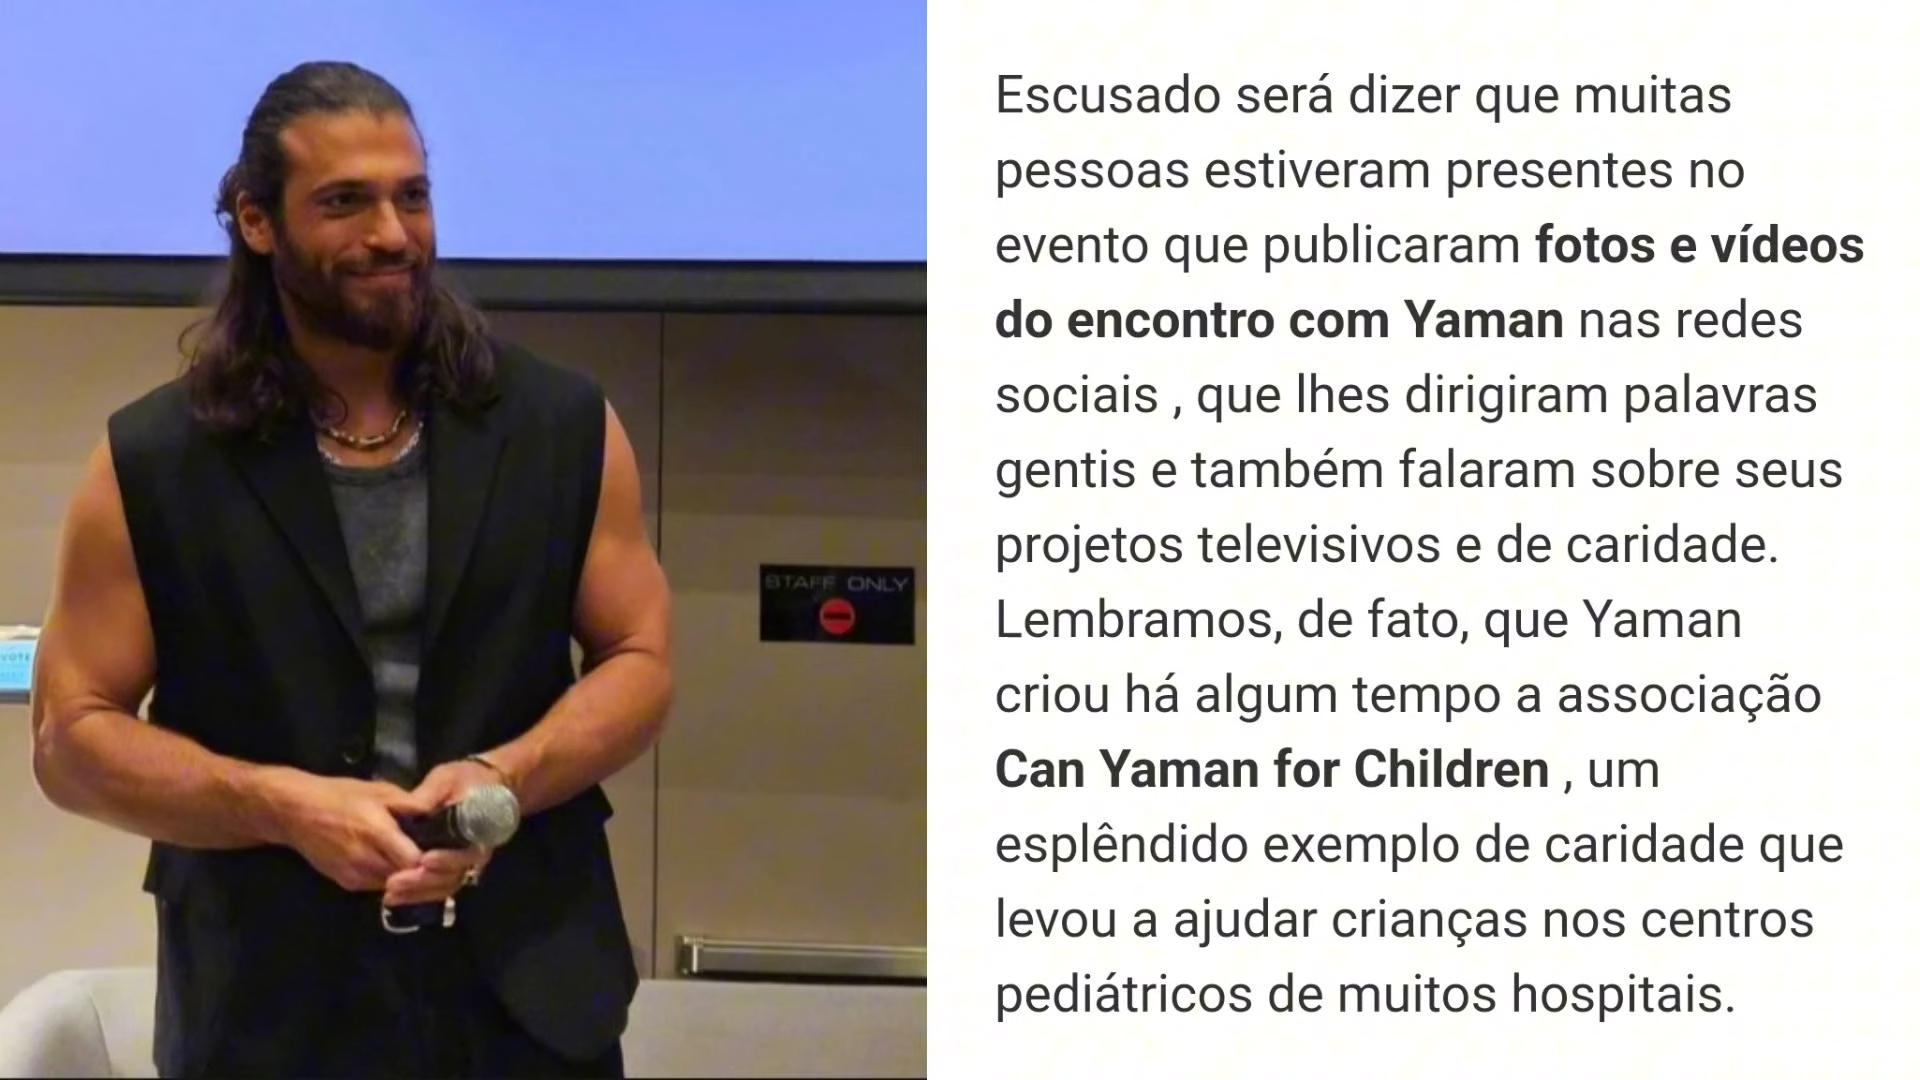 STAFF ONLY
VOTE
Escusado será dizer que muitas
pessoas estiveram presentes no
evento que publicaram fotos e vídeos
do encontro com Yaman nas redes
sociais , que lhes dirigiram palavras
gentis e também falaram sobre seus
projetos televisivos e de caridade.
Lembramos, de fato, que Yaman
criou há algum tempo a associação
Can Yaman for Children , um
esplêndido exemplo de caridade que
levou a ajudar crianças nos centros
pediátricos de muitos hospitais.